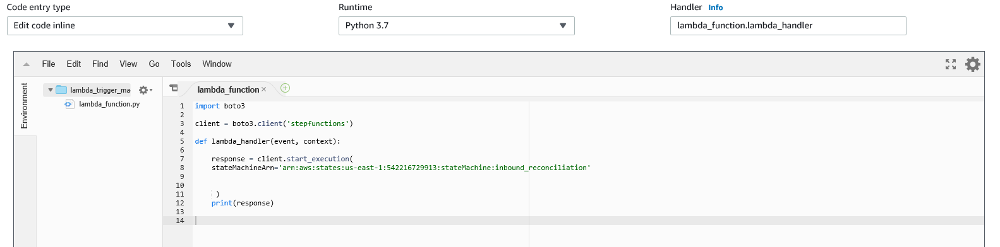 Code entry type
Runtime
Handler Info
Edit code inline
Python 3.7
lambda_function.lambda_handler
File Edit Find View Go Tools Window
Environment
lambda_trigger_ma
lambda_function.py
lambda_function
1 import boto3
2
3 client = boto3.client('stepfunctions')
4
5 def lambda_handler(event, context):
6
7 response = client.start_execution(
8 stateMachineArn='arn:aws:states:us-east-1:542216729913:stateMachine:inbound_reconciliation'
9
10
11 )
12 print(response)
13
14